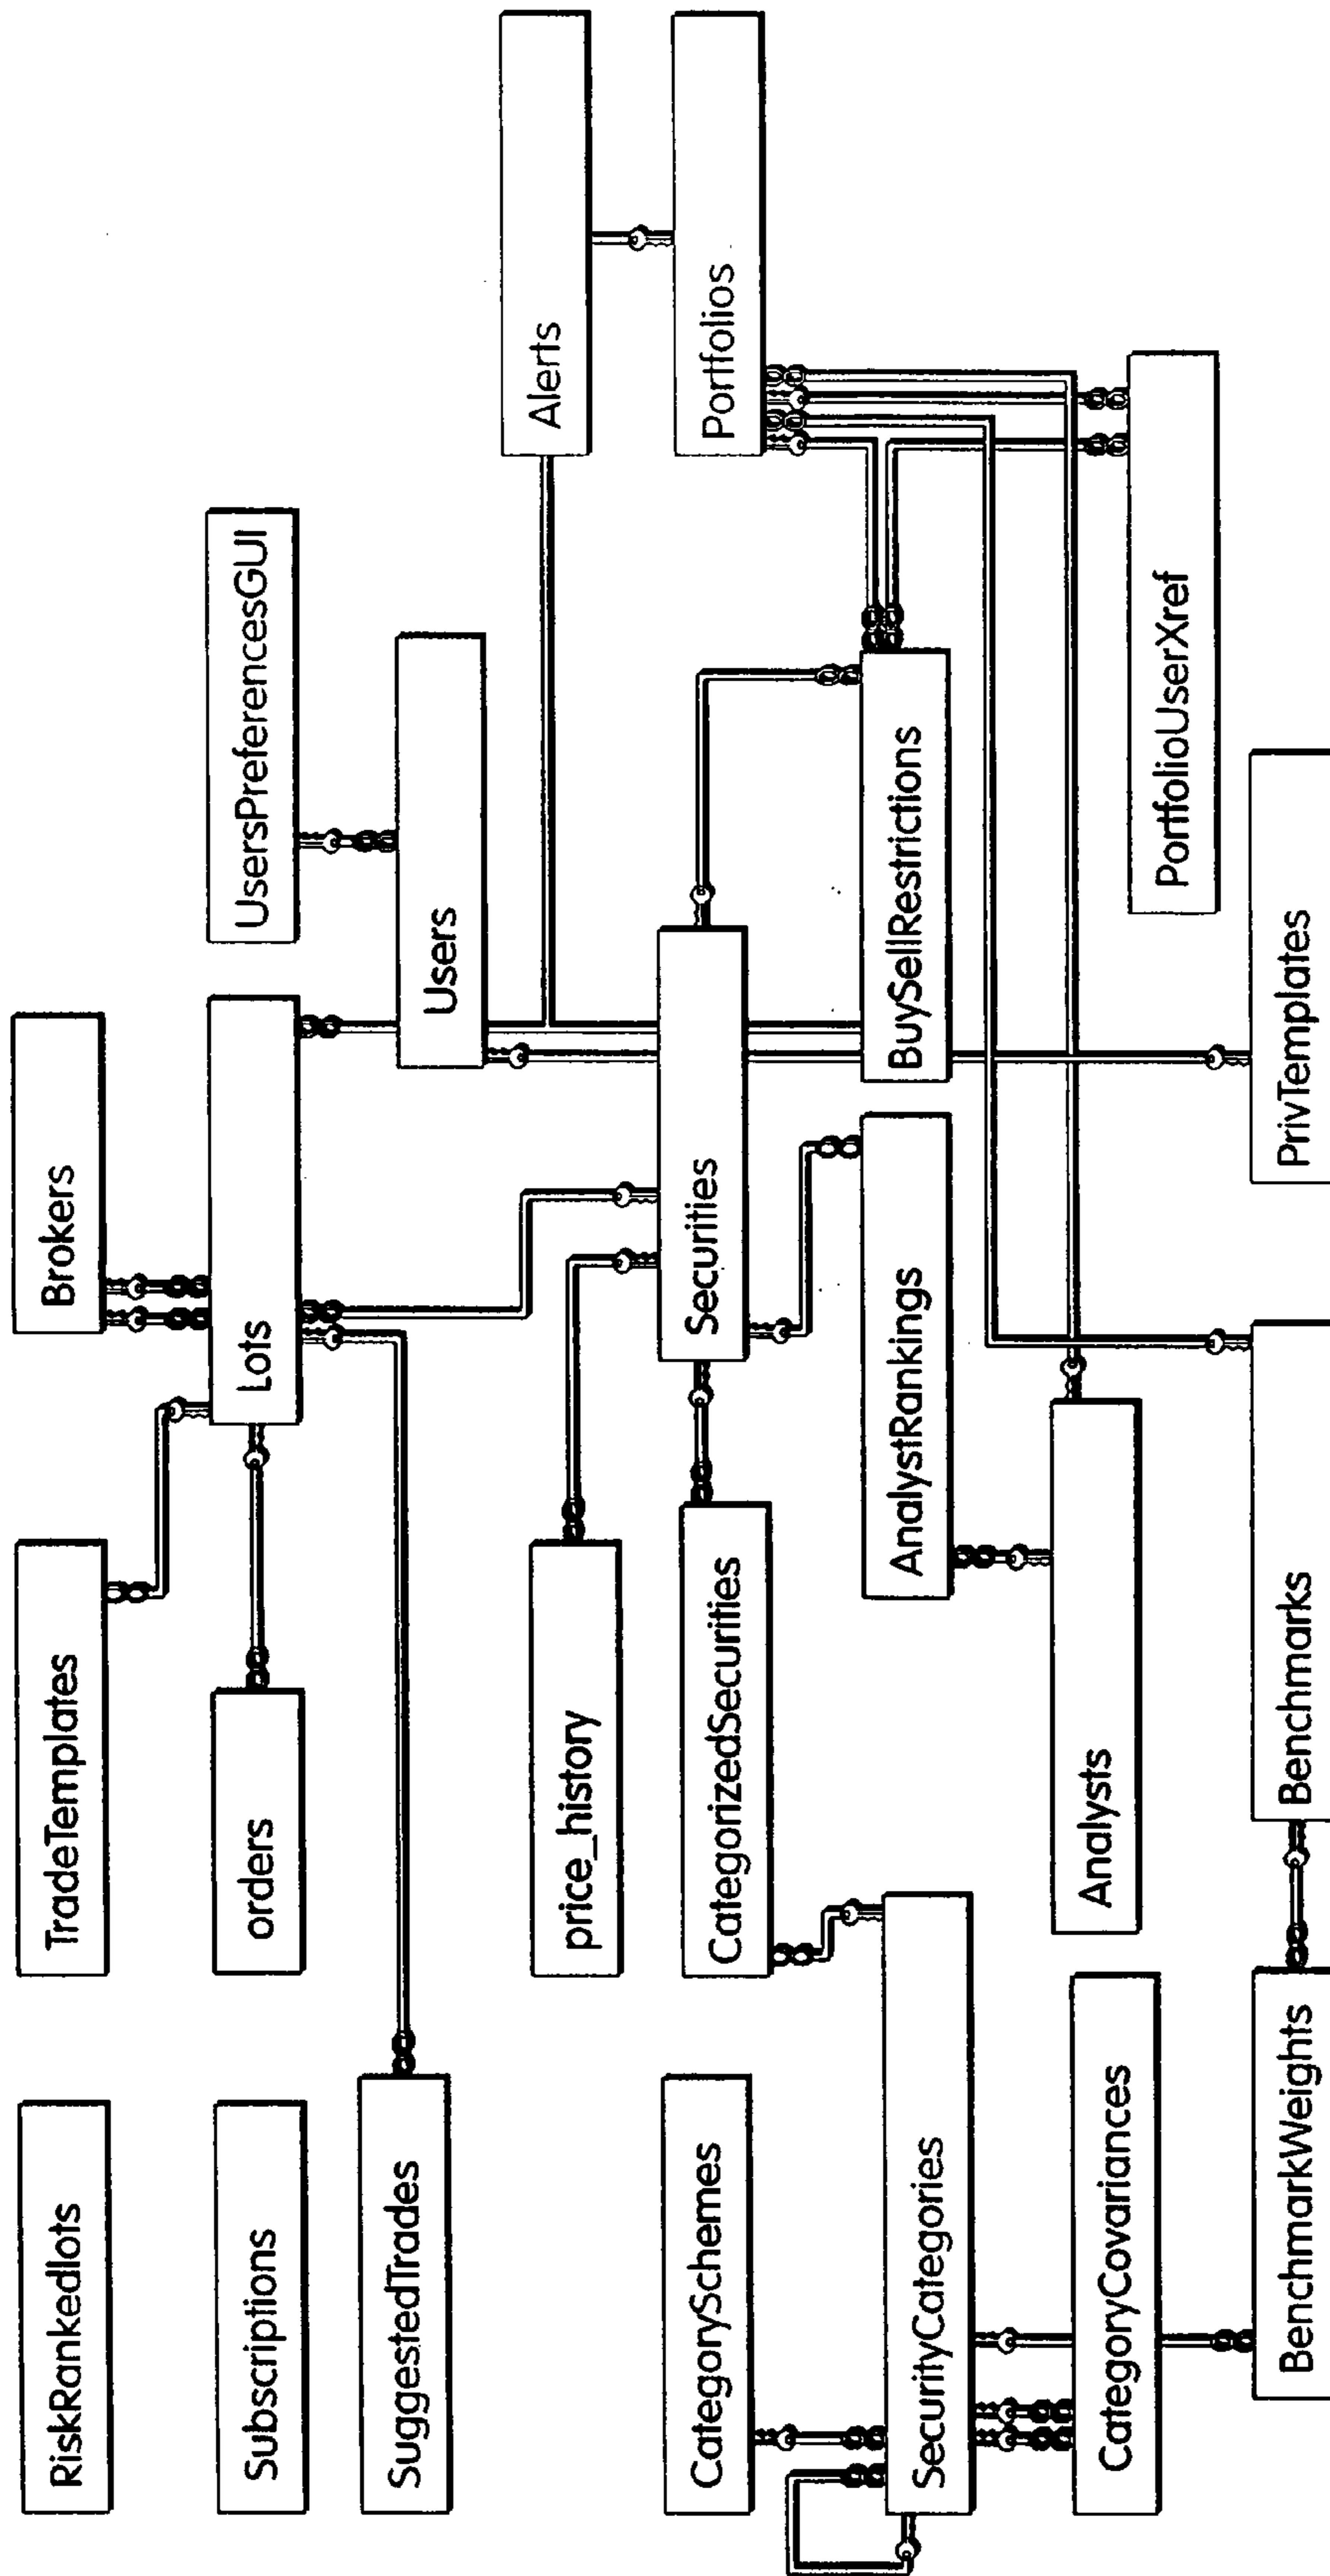 RiskRankedlots
TradeTemplates
Brokers
Subscriptions
orders
Lots
UsersPreferencesGUI
SuggestedTrades
Users
price_history
Alerts
CategorySchemes
CategorizedSecurities
Securities
Portfolios
SecurityCategories
AnalystRankings
BuySellRestrictions
CategoryCovariances
Analysts
PortfolioUserXref
BenchmarkWeights
Benchmarks
PrivTemplates